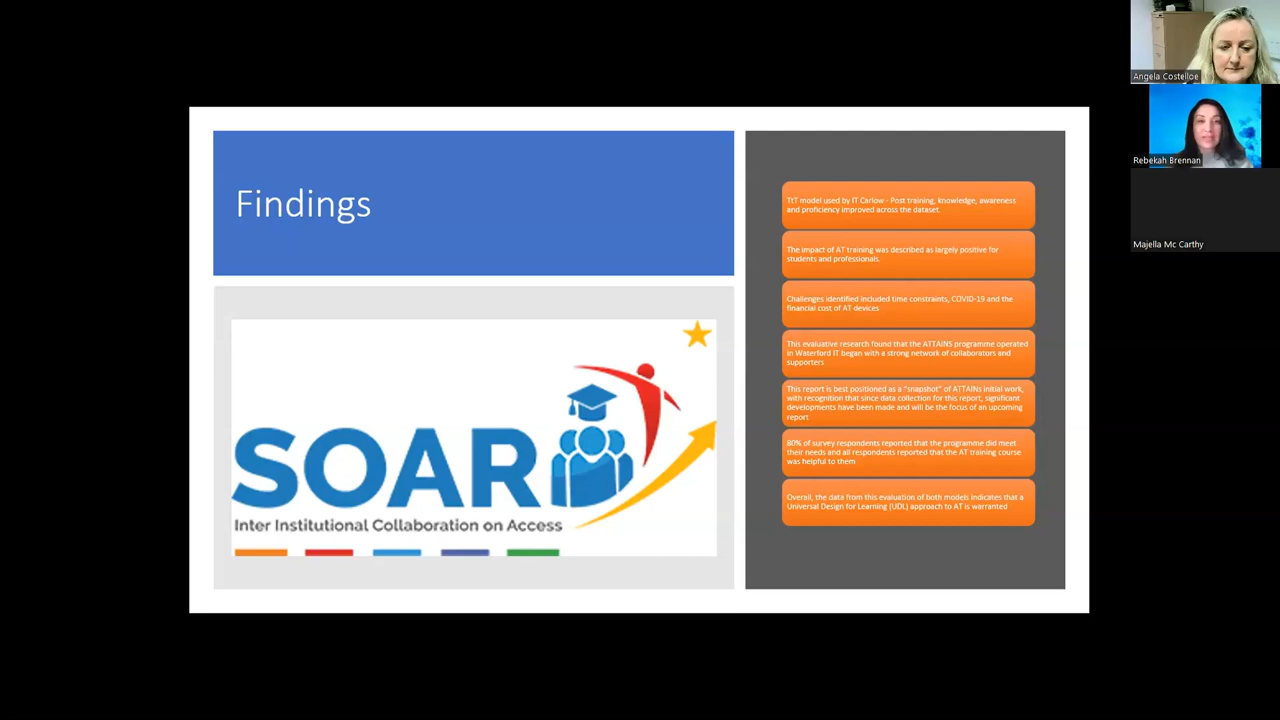 Findings
SOAR
Inter Institutional Collaboration on Access
TtT model used by IT Carlow - Post training, knowledge, awareness
and proficiency improved across the dataset.
The impact of AT training was described as largely positive for
students and professionals.
Challenges identified included time constraints, COVID-19 and the
financial cost of AT devices
This evaluative research found that the ATTAINS programme operated
in Waterford IT began with a strong network of collaborators and
supporters
This report is best positioned as a "snapshot" of ATTAINs initial work,
with recognition that since data collection for this report, significant
developments have been made and will be the focus of an upcoming
report
80% of survey respondents reported that the programme did meet
their needs and all respondents reported that the AT training course
was helpful to them
Overall, the data from this evaluation of both models indicates that a
Universal Design for Learning (UDL) approach to AT is warranted
Angela Costelloe
Rebekah Brennan
Majella Mc Carthy